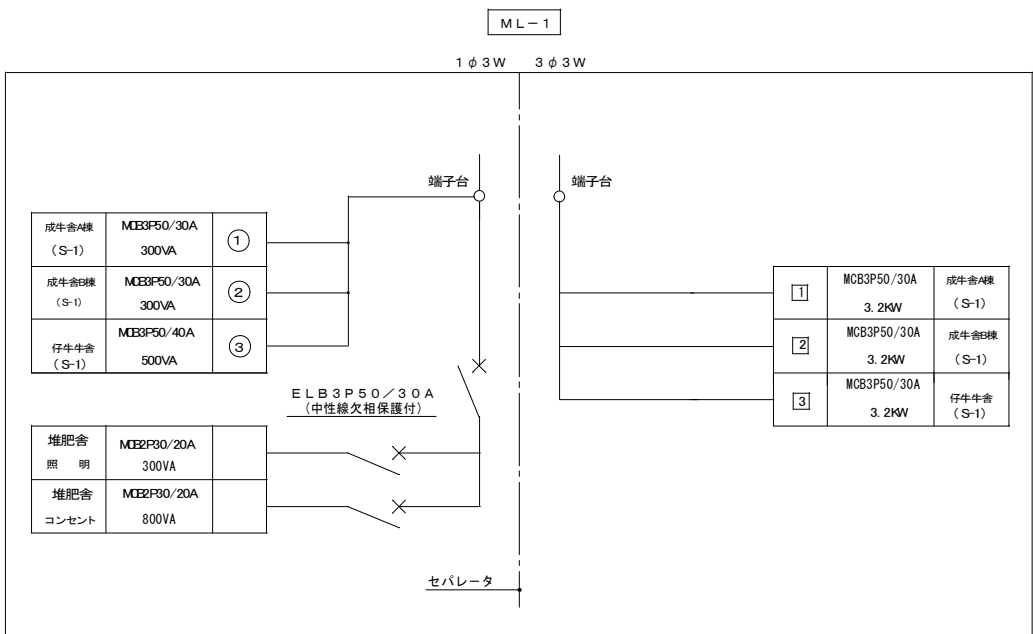 ML-1
1φ3W 3φ3W
端子台 端子台
成牛舎A棟 MCB3P50/30A ①
(S-1) 300VA
成牛舎B棟 MCB3P50/30A ②
(S-1) 300VA
仔牛牛舎 MCB3P50/40A ③
(S-1) 500VA
1 MCB3P50/30A 成牛舎A棟
3.2KW (S-1)
2 MCB3P50/30A 成牛舎B棟
3.2KW (S-1)
3 MCB3P50/30A 仔牛牛舎
3.2KW (S-1)
ELB3P50/30A
(中性線欠相保護付)
堆肥舎 MCB2P30/20A
照 明 300VA
堆肥舎 MCB2P30/20A
コンセント 800VA
セパレータ